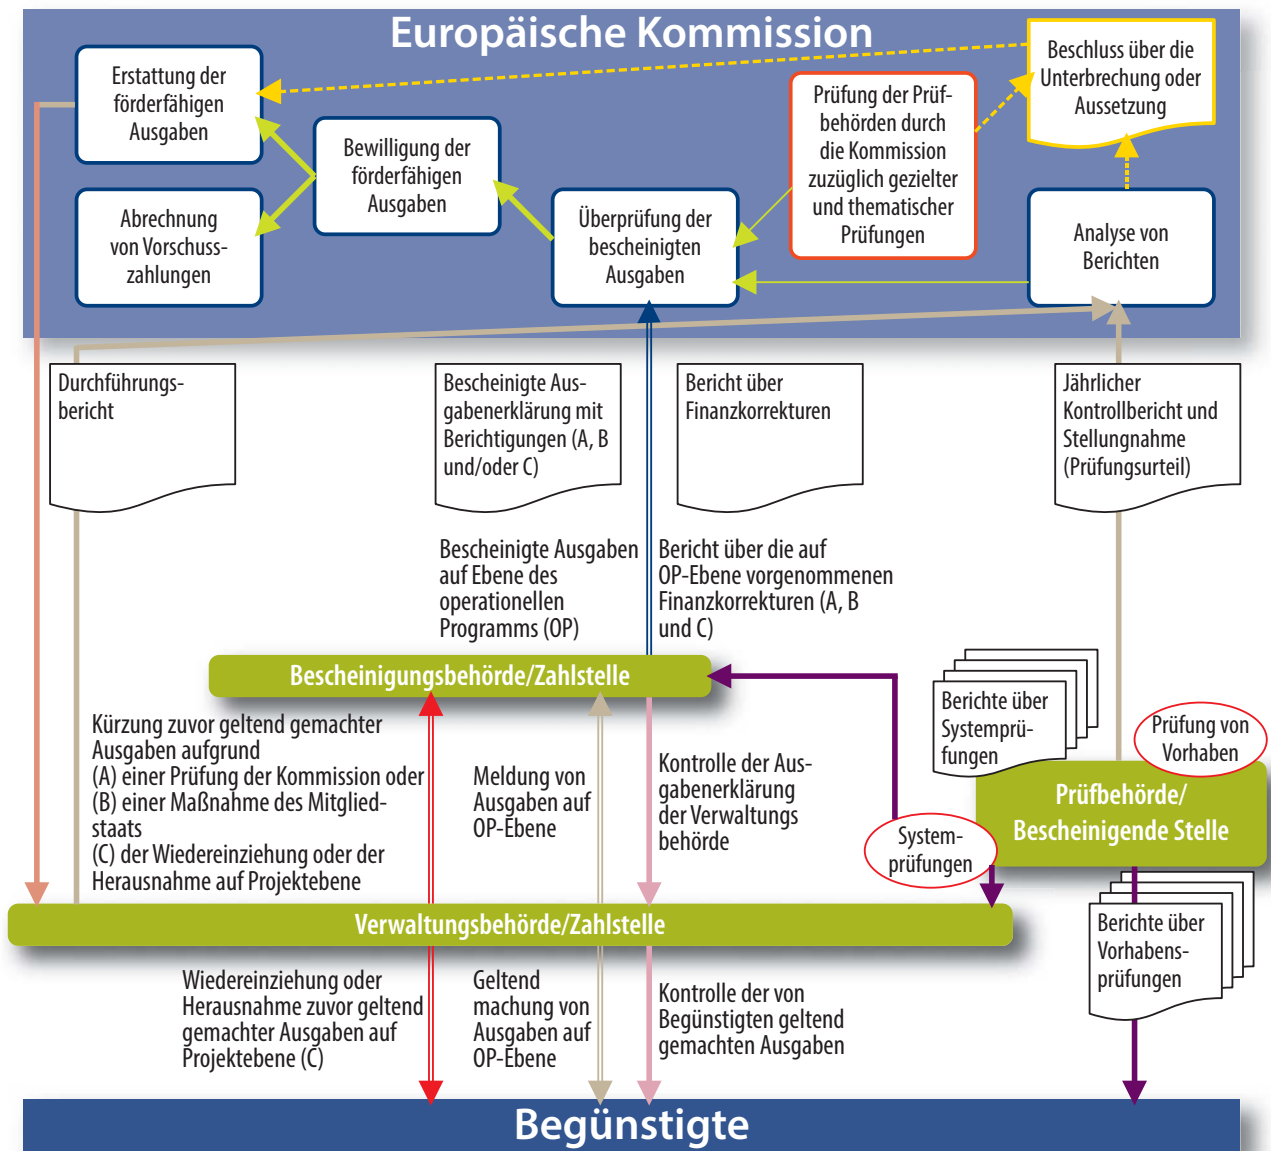 Europäische Kommission
Erstattung der
förderfähigen
Ausgaben
Beschluss über die
Unterbrechung oder
Aussetzung
Prüfung der Prüf-
behörden durch
die Kommission
zuzüglich gezielter
und thematischer
Prüfungen
Bewilligung der
förderfähigen
Ausgaben
Abrechnung
von Vorschuss-
zahlungen
Überprüfung der
bescheinigten
Ausgaben
Analyse von
Berichten
Durchführungs-
bericht
Bescheinigte Aus-
gabenerklärung mit
Berichtigungen (A, B
und/oder C)
Bericht über
Finanzkorrekturen
Jährlicher
Kontrollbericht und
Stellungnahme
(Prüfungsurteil)
Bescheinigte Ausgaben
auf Ebene des
operationellen
Programms (OP)
Bericht über die auf
OP-Ebene vorgenommenen
Finanzkorrekturen (A, B
und C)
Bescheinigungsbehörde/Zahlstelle
Berichte über
Systemprü-
fungen
Prüfung von
Vorhaben
Kürzung zuvor geltend gemachter
Ausgaben aufgrund
(A) einer Prüfung der Kommission oder
(B) einer Maßnahme des Mitglied-
staats
(C) der Wiedereinziehung oder der
Herausnahme auf Projektebene
Meldung von
Ausgaben auf
OP-Ebene
Kontrolle der Aus-
gabenerklärung
der Verwaltungs
behörde
System-
prüfungen
Prüfbehörde/
Bescheinigende Stelle
Verwaltungsbehörde/Zahlstelle
Berichte über
Vorhabens-
prüfungen
Wiedereinziehung oder
Herausnahme zuvor geltend
gemachter Ausgaben auf
Projektebene (C)
Geltend
machung von
Ausgaben auf
OP-Ebene
Kontrolle der von
Begünstigten geltend
gemachten Ausgaben
Begünstigte